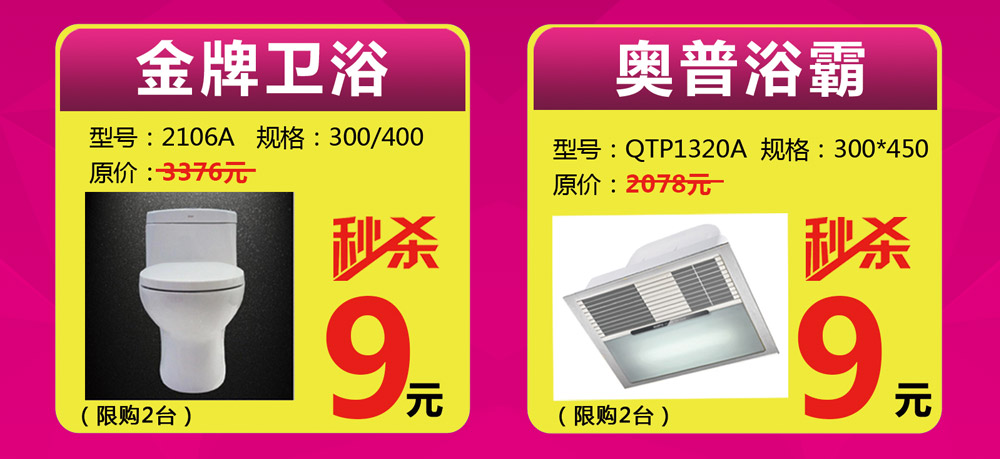 金牌卫浴
型号：2106A 规格：300/400
原价：3376元
秒杀
9元
（限购2台）
奥普浴霸
型号：QTP1320A 规格：300*450
原价：2078元
秒杀
9元
（限购2台）